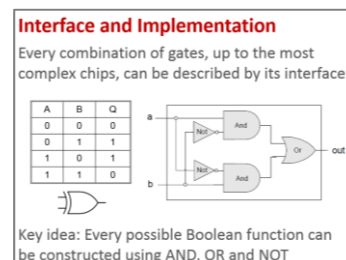 Interface and Implementation
Every combination of gates, up to the most
complex chips, can be described by its interface
A B Q
0 0 0
0 1 1
1 0 1
1 1 0
a
b
Not
And
Not
And
Or
out
Key idea: Every possible Boolean function can
be constructed using AND, OR and NOT